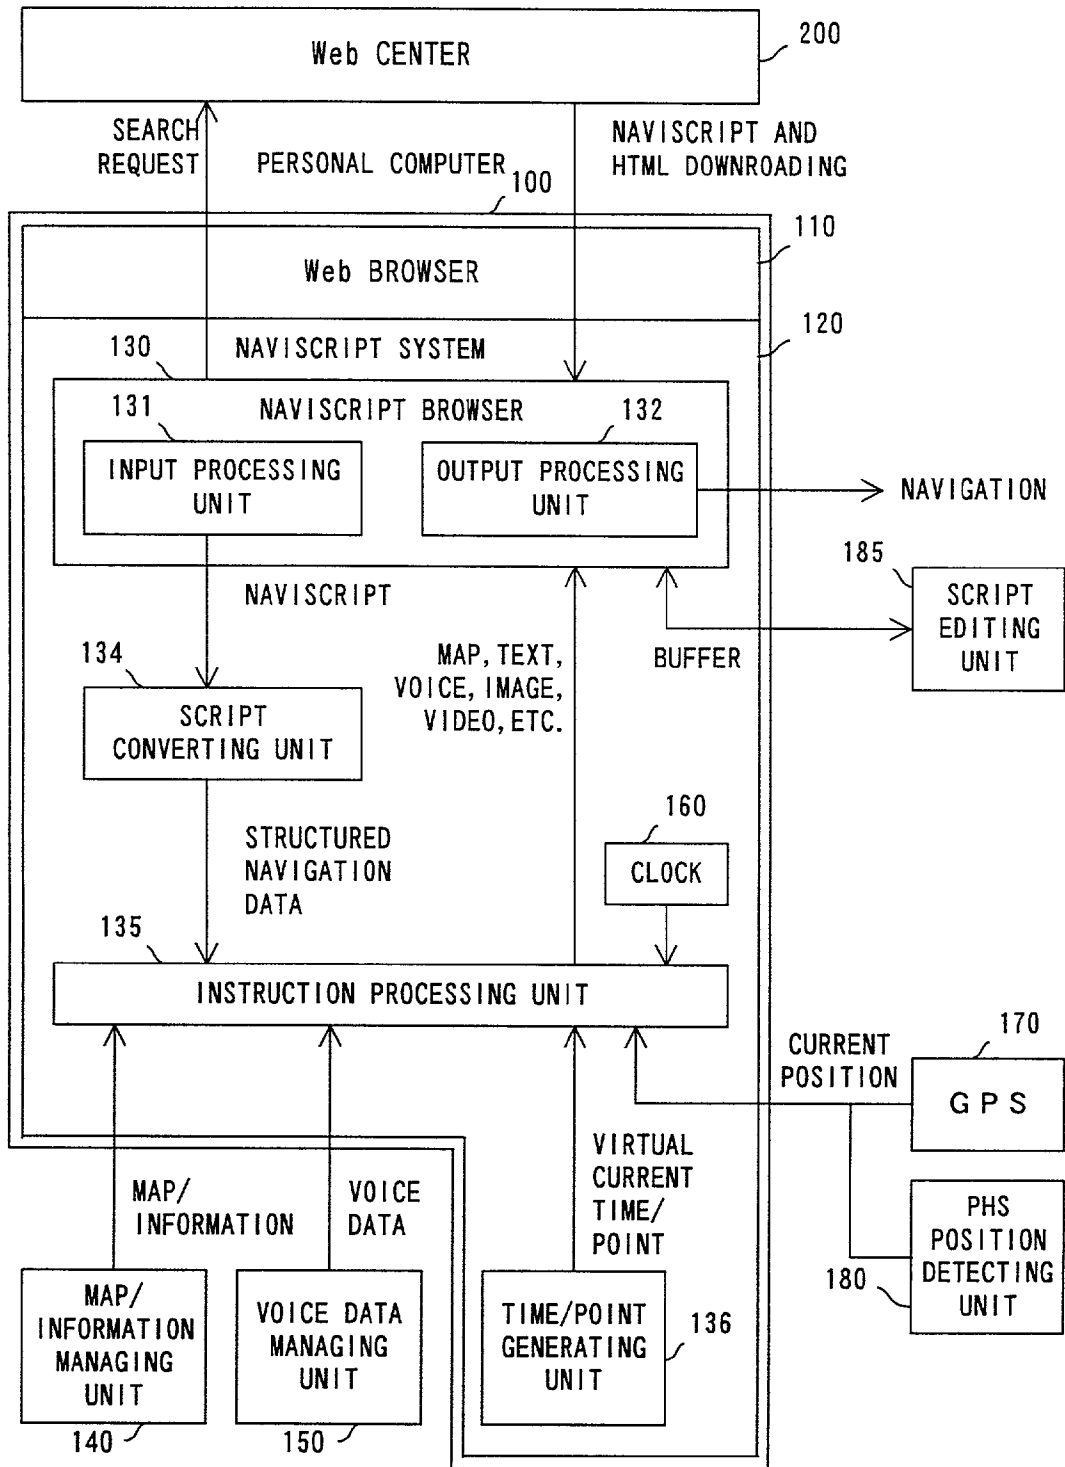 Web CENTER
200
SEARCH
REQUEST
PERSONAL COMPUTER
NAVISCRIPT AND
HTML DOWNROADING
100
110
Web BROWSER
120
NAVISCRIPT SYSTEM
130
NAVISCRIPT BROWSER
131
132
INPUT PROCESSING
UNIT
OUTPUT PROCESSING
UNIT
NAVIGATION
185
SCRIPT
EDITING
UNIT
NAVISCRIPT
BUFFER
134
MAP, TEXT,
VOICE, IMAGE,
VIDEO, ETC.
SCRIPT
CONVERTING UNIT
160
CLOCK
STRUCTURED
NAVIGATION
DATA
135
INSTRUCTION PROCESSING UNIT
CURRENT
POSITION
170
GPS
VIRTUAL
CURRENT
TIME/
POINT
MAP/
INFORMATION
VOICE
DATA
PHS
POSITION
DETECTING
UNIT
180
MAP/
INFORMATION
MANAGING
UNIT
140
VOICE DATA
MANAGING
UNIT
150
TIME/POINT
GENERATING
UNIT
136